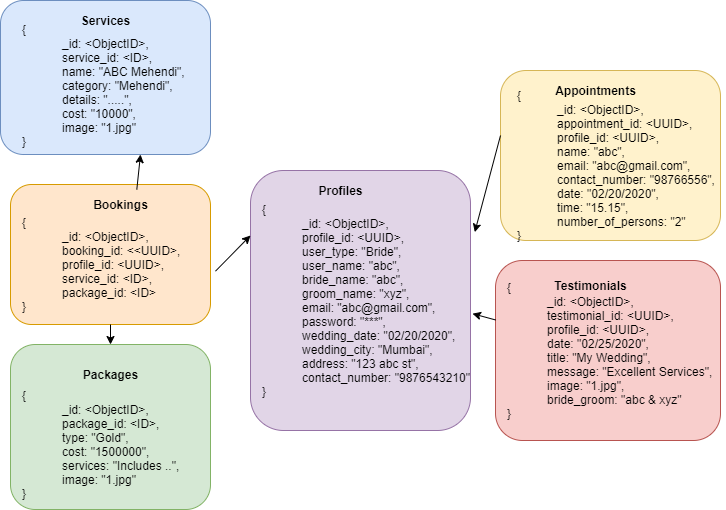 Services
{
_id: <ObjectID>,
service_id: <ID>,
name: "ABC Mehendi",
category: "Mehendi",
details: ".....",
cost: "10000",
image: "1.jpg"
}
Bookings
{
_id: <ObjectID>,
booking_id: <<UUID>,
profile_id: <UUID>,
service_id: <ID>,
package_id: <ID>
}
Packages
{
_id: <ObjectID>,
package_id: <ID>,
type: "Gold",
cost: "1500000",
services: "Includes ..",
image: "1.jpg"
}
Profiles
{
_id: <ObjectID>,
profile_id: <UUID>,
user_type: "Bride",
user_name: "abc",
bride_name: "abc",
groom_name: "xyz",
email: "abc@gmail.com",
password: "***",
wedding_date: "02/20/2020",
wedding_city: "Mumbai",
address: "123 abc st",
contact_number: "9876543210"
}
Appointments
{
_id: <ObjectID>,
appointment_id: <UUID>,
profile_id: <UUID>,
name: "abc",
email: "abc@gmail.com",
contact_number: "98766556",
date: "02/20/2020",
time: "15.15",
number_of_persons: "2"
}
Testimonials
{
_id: <ObjectID>,
testimonial_id: <UUID>,
profile_id: <UUID>,
date: "02/25/2020",
title: "My Wedding",
message: "Excellent Services",
image: "1.jpg",
bride_groom: "abc & xyz"
}